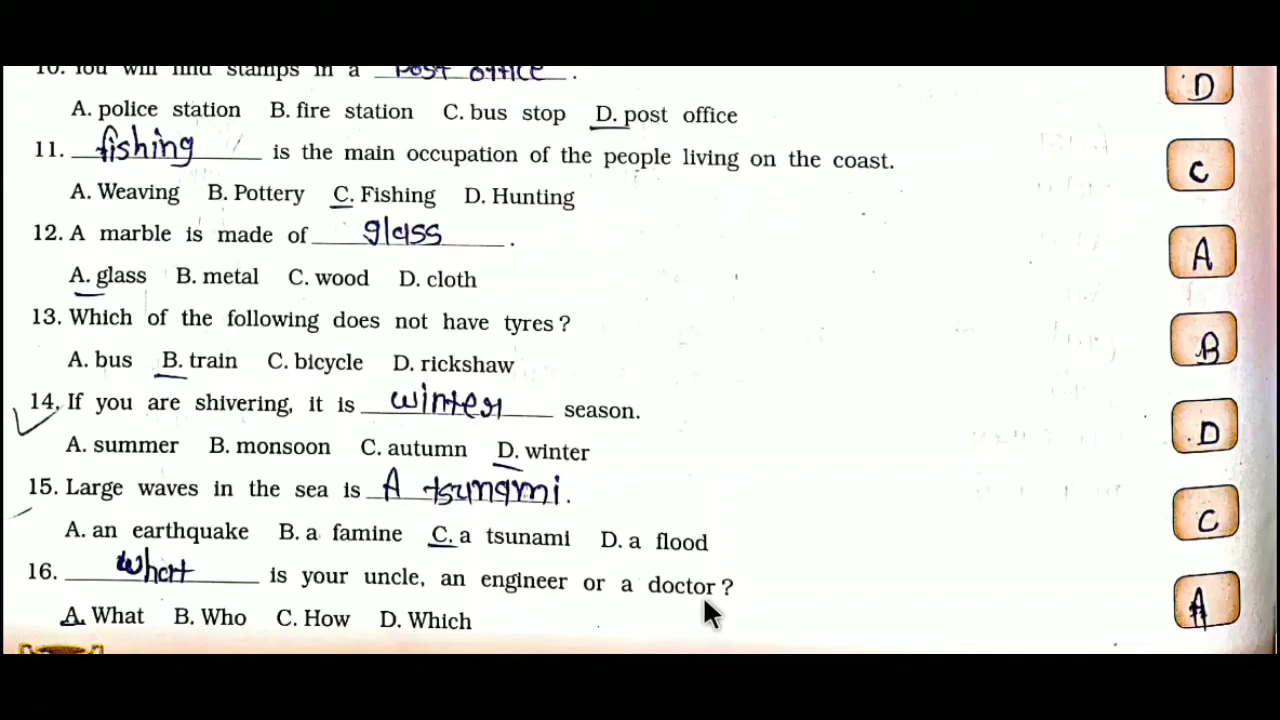 10. You will find stamps in a post office.
D
A. police station B. fire station C. bus stop D. post office
11. fishing is the main occupation of the people living on the coast.
C
A. Weaving B. Pottery C. Fishing D. Hunting
12. A marble is made of glass.
A
A. glass B. metal C. wood D. cloth
13. Which of the following does not have tyres?
B
A. bus B. train C. bicycle D. rickshaw
14. If you are shivering, it is winter season.
D
A. summer B. monsoon C. autumn D. winter
15. Large waves in the sea is A tsunami.
C
A. an earthquake B. a famine C. a tsunami D. a flood
16. What is your uncle, an engineer or a doctor?
A
A. What B. Who C. How D. Which